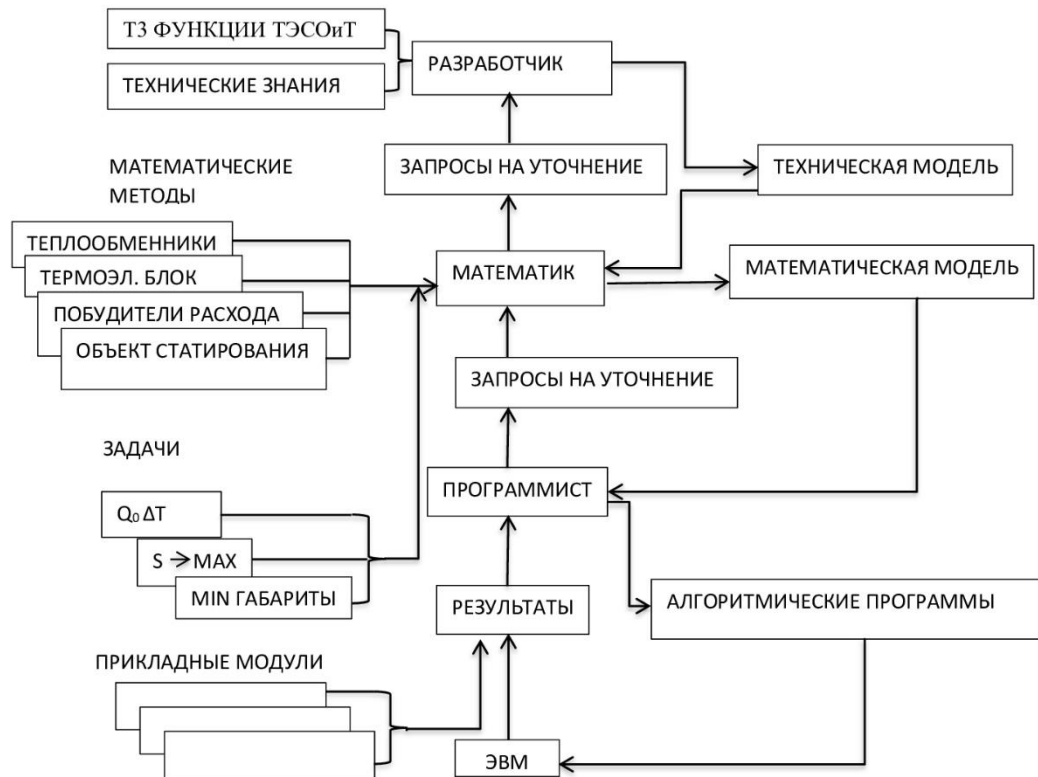 ТЗ ФУНКЦИИ ТЭСОиТ
ТЕХНИЧЕСКИЕ ЗНАНИЯ
РАЗРАБОТЧИК
МАТЕМАТИЧЕСКИЕ
МЕТОДЫ
ЗАПРОСЫ НА УТОЧНЕНИЕ
ТЕХНИЧЕСКАЯ МОДЕЛЬ
ТЕПЛООБМЕННИКИ
ТЕРМОЭЛ. БЛОК
ПОБУДИТЕЛИ РАСХОДА
ОБЪЕКТ СТАТИРОВАНИЯ
МАТЕМАТИК
МАТЕМАТИЧЕСКАЯ МОДЕЛЬ
ЗАПРОСЫ НА УТОЧНЕНИЕ
ЗАДАЧИ
ПРОГРАММИСТ
Q₀ ΔT
S → MAX
MIN ГАБАРИТЫ
РЕЗУЛЬТАТЫ
АЛГОРИТМИЧЕСКИЕ ПРОГРАММЫ
ПРИКЛАДНЫЕ МОДУЛИ
ЭВМ